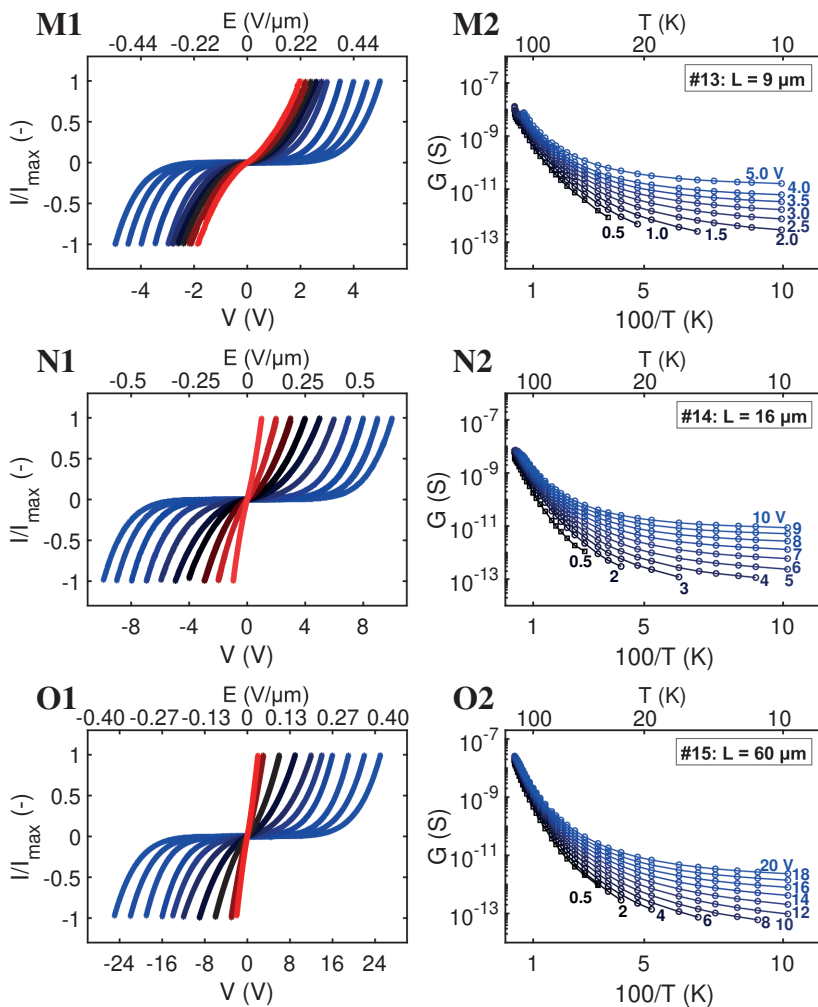 M1
E (V/μm)
-0.44 -0.22 0 0.22 0.44
1
0.5
0
-0.5
-1
I/I_max (-)
-4 -2 0 2 4
V (V)
M2
T (K)
100 20 10
#13: L = 9 μm
10^-7
10^-9
10^-11
10^-13
G (S)
5.0 V
4.0
3.5
3.0
2.5
2.0
1.5
1.0
0.5
1 5 10
100/T (K)
N1
E (V/μm)
-0.5 -0.25 0 0.25 0.5
1
0.5
0
-0.5
-1
I/I_max (-)
-8 -4 0 4 8
V (V)
N2
T (K)
100 20 10
#14: L = 16 μm
10^-7
10^-9
10^-11
10^-13
G (S)
10 V
9
8
7
6
5
4
3
2
0.5
1 5 10
100/T (K)
O1
E (V/μm)
-0.40 -0.27 -0.13 0 0.13 0.27 0.40
1
0.5
0
-0.5
-1
I/I_max (-)
-24 -16 -8 0 8 16 24
V (V)
O2
T (K)
100 20 10
#15: L = 60 μm
10^-7
10^-9
10^-11
10^-13
G (S)
20 V
18
16
14
12
10
8
6
4
2
0.5
1 5 10
100/T (K)